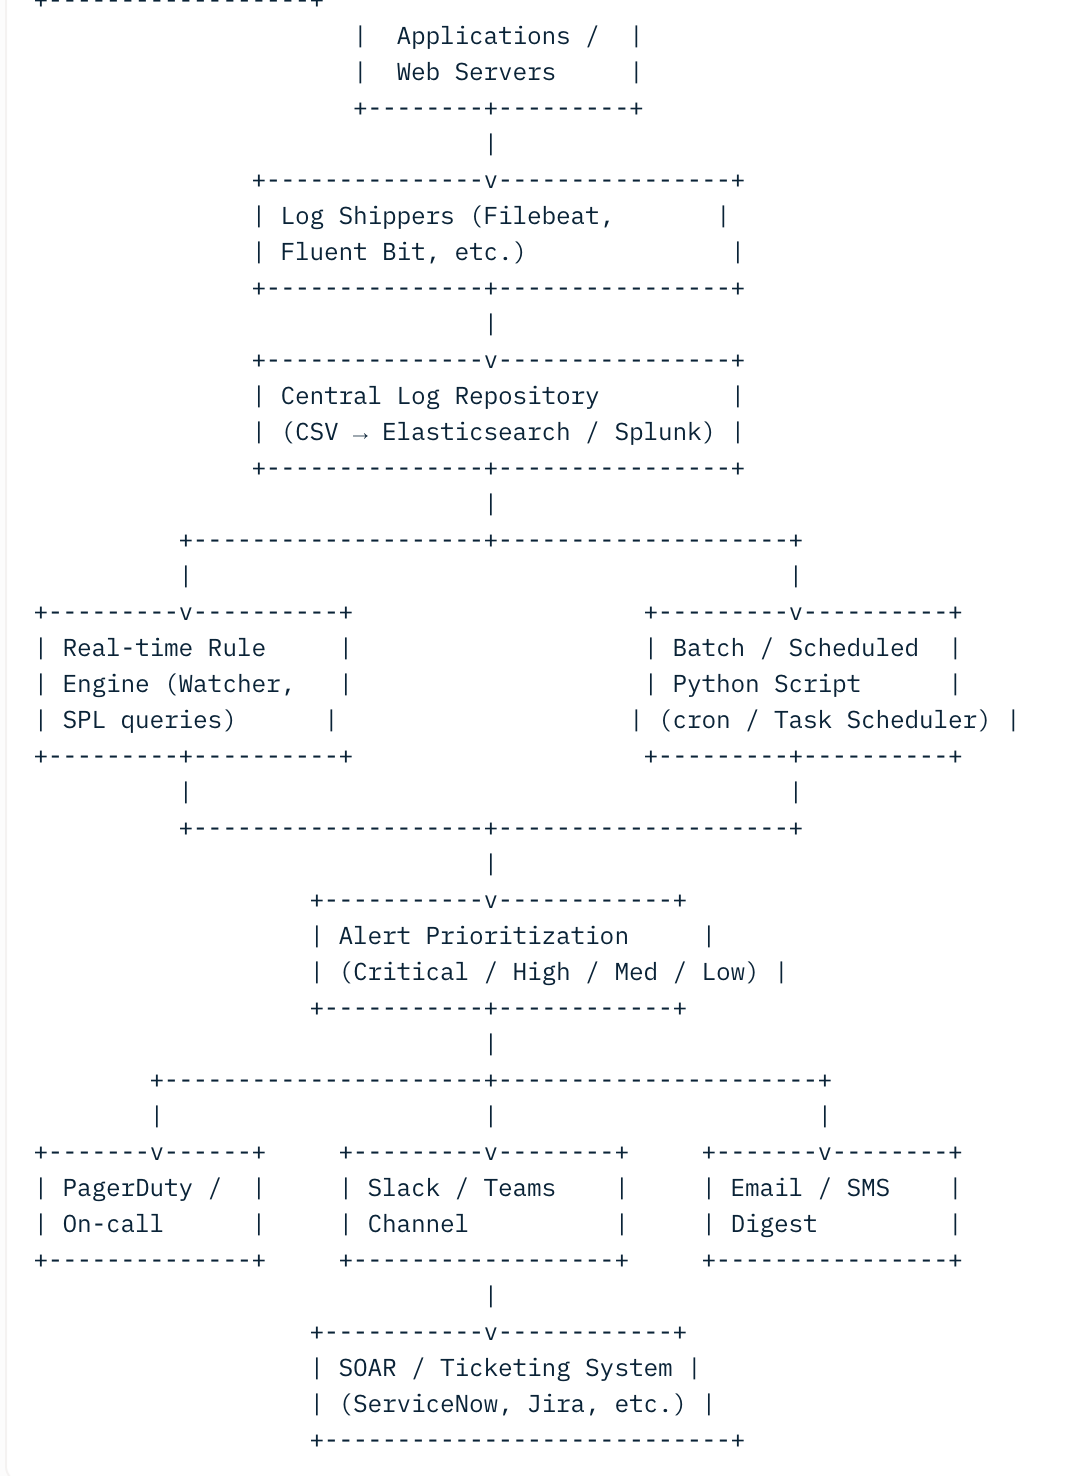 +------------------+
                      |  Applications /  |
                      |  Web Servers     |
                      +--------+---------+
                               |
               +---------------v----------------+
               | Log Shippers (Filebeat,       |
               | Fluent Bit, etc.)              |
               +---------------+----------------+
                               |
               +---------------v----------------+
               | Central Log Repository         |
               | (CSV → Elasticsearch / Splunk) |
               +---------------+----------------+
                               |
          +--------------------+--------------------+
          |                                         |
+---------v----------+                    +---------v----------+
| Real-time Rule     |                    | Batch / Scheduled  |
| Engine (Watcher,   |                    | Python Script      |
| SPL queries)      |                    | (cron / Task Scheduler) |
+---------+----------+                    +---------+----------+
          |                                         |
          +--------------------+--------------------+
                               |
                   +-----------v------------+
                   | Alert Prioritization     |
                   | (Critical / High / Med / Low) |
                   +-----------+------------+
                               |
        +----------------------+----------------------+
        |                      |                      |
+-------v------+     +---------v--------+     +-------v--------+
| PagerDuty /  |     | Slack / Teams    |     | Email / SMS    |
| On-call      |     | Channel          |     | Digest         |
+--------------+     +------------------+     +----------------+
                               |
                   +-----------v------------+
                   | SOAR / Ticketing System |
                   | (ServiceNow, Jira, etc.) |
                   +----------------------------+